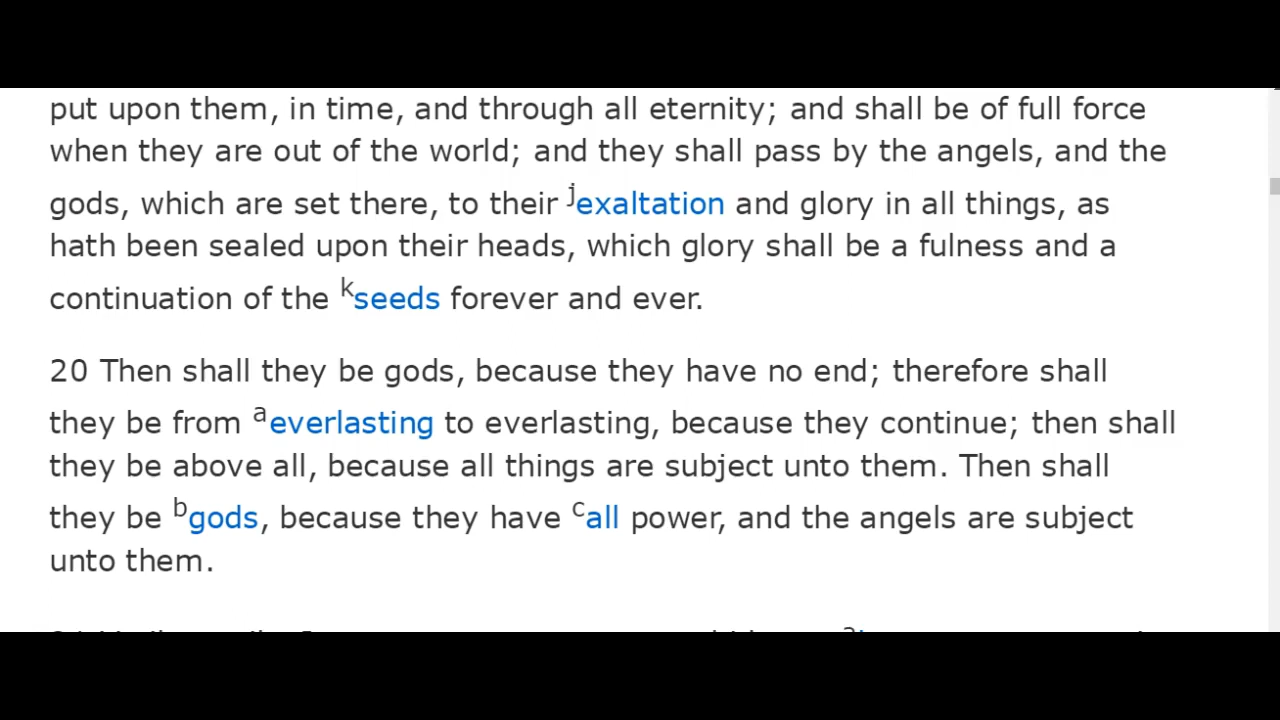 put upon them, in time, and through all eternity; and shall be of full force
when they are out of the world; and they shall pass by the angels, and the
gods, which are set there, to their jexaltation and glory in all things, as
hath been sealed upon their heads, which glory shall be a fulness and a
continuation of the kseeds forever and ever.
20 Then shall they be gods, because they have no end; therefore shall
they be from aeverlasting to everlasting, because they continue; then shall
they be above all, because all things are subject unto them. Then shall
they be bgods, because they have call power, and the angels are subject
unto them.